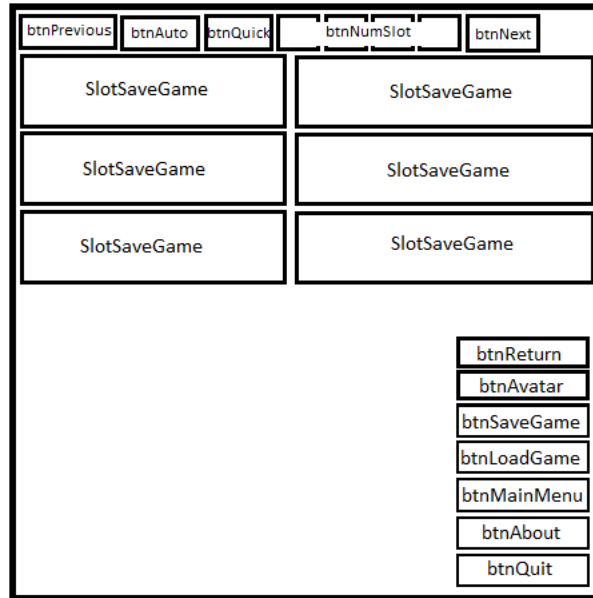 btnPrevious btnAuto btnQuick btnNumSlot btnNext
SlotSaveGame SlotSaveGame
SlotSaveGame SlotSaveGame
SlotSaveGame SlotSaveGame
btnReturn
btnAvatar
btnSaveGame
btnLoadGame
btnMainMenu
btnAbout
btnQuit